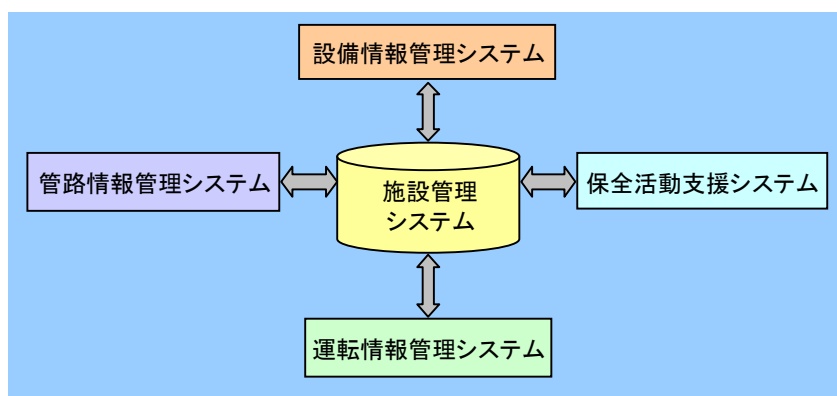 設備情報管理システム
管路情報管理システム
施設管理
システム
保全活動支援システム
運転情報管理システム